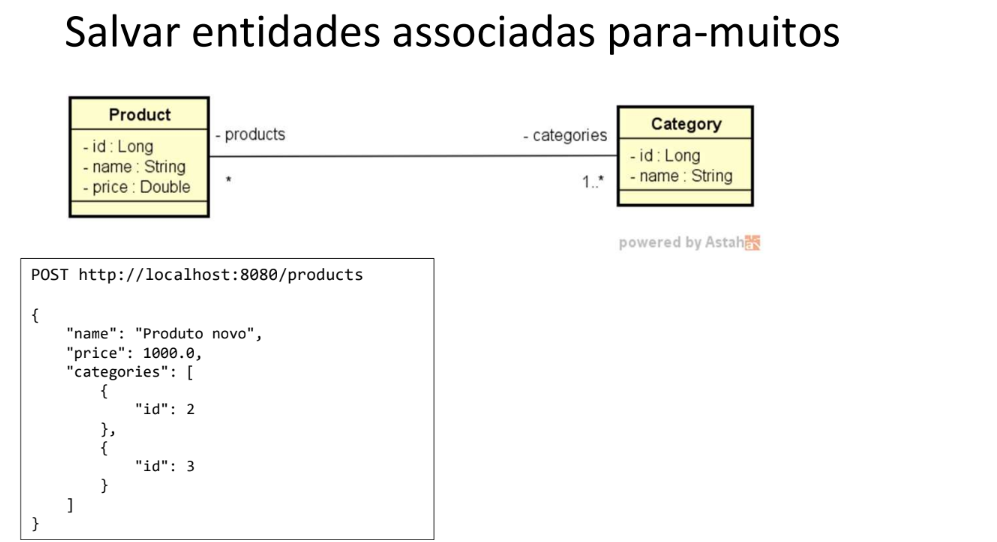 Salvar entidades associadas para-muitos
Product
- id : Long
- name : String
- price : Double
- products
*
- categories
1..*
Category
- id : Long
- name : String
powered by Astah
POST http://localhost:8080/products
{
    "name": "Produto novo",
    "price": 1000.0,
    "categories": [
        {
            "id": 2
        },
        {
            "id": 3
        }
    ]
}